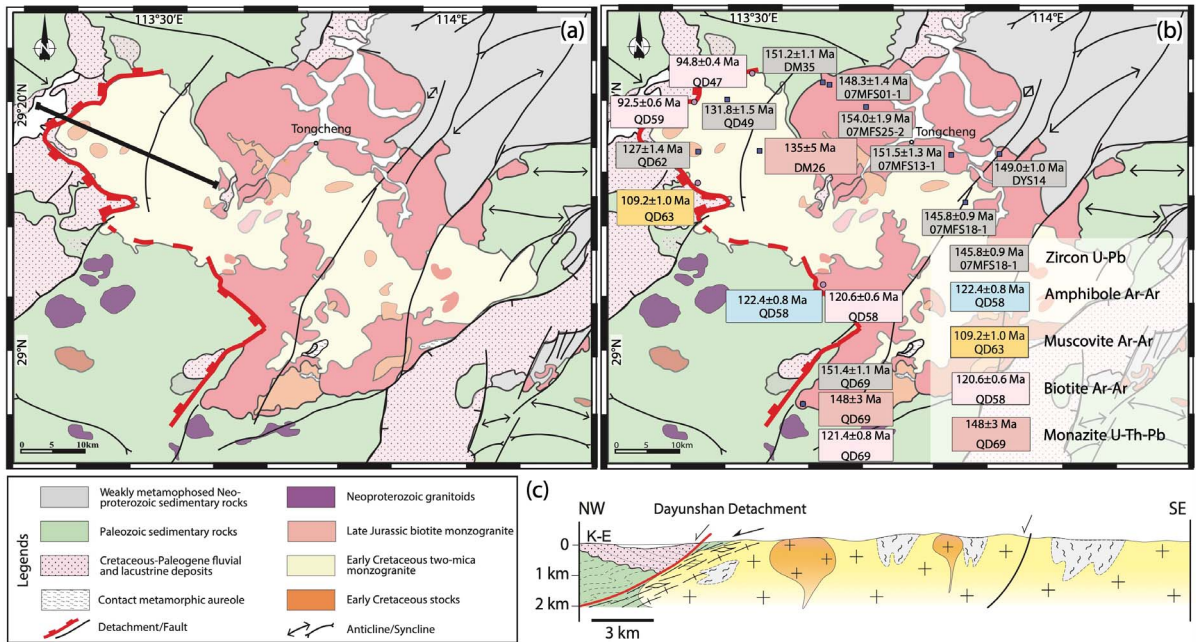 113°30′E
114°E
(a)
N
29°20′N
Tongcheng
29°N
0 5 10km
113°30′E
114°E
(b)
N
94.8±0.4 Ma
QD47
151.2±1.1 Ma
DM35
148.3±1.4 Ma
07MFS01-1
92.5±0.6 Ma
QD59
131.8±1.5 Ma
QD49
154.0±1.9 Ma
07MFS25-2
Tongcheng
127±1.4 Ma
QD62
135±5 Ma
DM26
151.5±1.3 Ma
07MFS13-1
149.0±1.0 Ma
DYS14
109.2±1.0 Ma
QD63
145.8±0.9 Ma
07MFS18-1
145.8±0.9 Ma
07MFS18-1
Zircon U-Pb
122.4±0.8 Ma
QD58
120.6±0.6 Ma
QD58
122.4±0.8 Ma
QD58
Amphibole Ar-Ar
109.2±1.0 Ma
QD63
Muscovite Ar-Ar
151.4±1.1 Ma
QD69
120.6±0.6 Ma
QD58
Biotite Ar-Ar
148±3 Ma
QD69
148±3 Ma
QD69
Monazite U-Th-Pb
121.4±0.8 Ma
QD69
0 5 10km
Legends
Weakly metamophosed Neo-
proterozoic sedimentary rocks
Paleozoic sedimentary rocks
Cretaceous-Paleogene fluvial
and lacustrine deposits
Contact metamorphic aureole
Detachment/Fault
Neoproterozoic granitoids
Late Jurassic biotite monzogranite
Early Cretaceous two-mica
monzogranite
Early Cretaceous stocks
Anticline/Syncline
(c)
NW
Dayunshan Detachment
SE
K-E
0
1 km
2 km
3 km